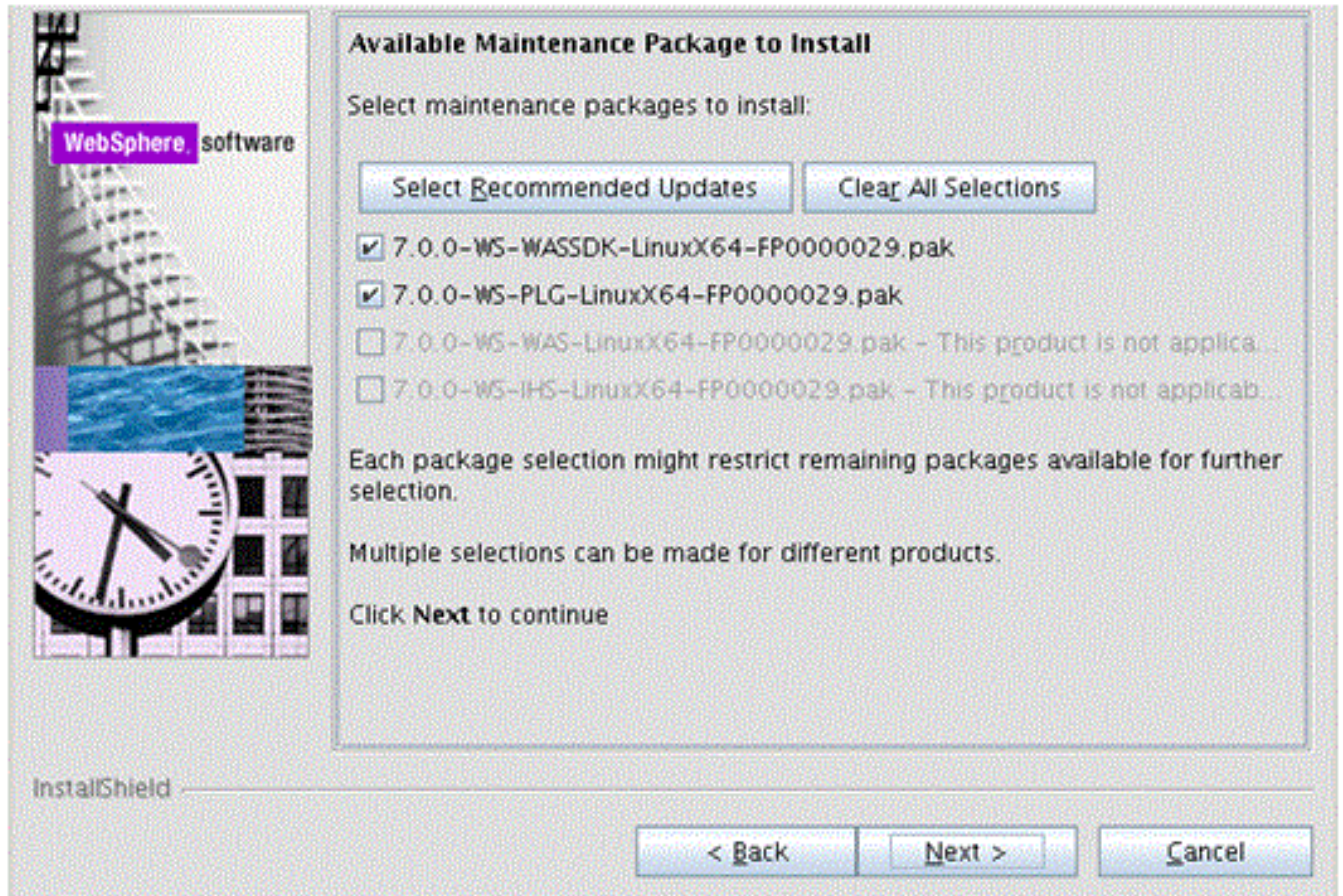 Available Maintenance Package to Install
Select maintenance packages to install:
WebSphere. software
Select Recommended Updates
Clear All Selections
7.0.0-WS-WASSDK-LinuxX64-FP0000029.pak
7.0.0-WS-PLG-LinuxX64-FP0000029.pak
7.0.0-WS-WAS-LinuxX64-FP0000029.pak - This product is not applica...
7.0.0-WS-IHS-LinuxX64-FP0000029.pak - This product is not applicab...
Each package selection might restrict remaining packages available for further
selection.
Multiple selections can be made for different products.
Click Next to continue
InstallShield
< Back
Next >
Cancel